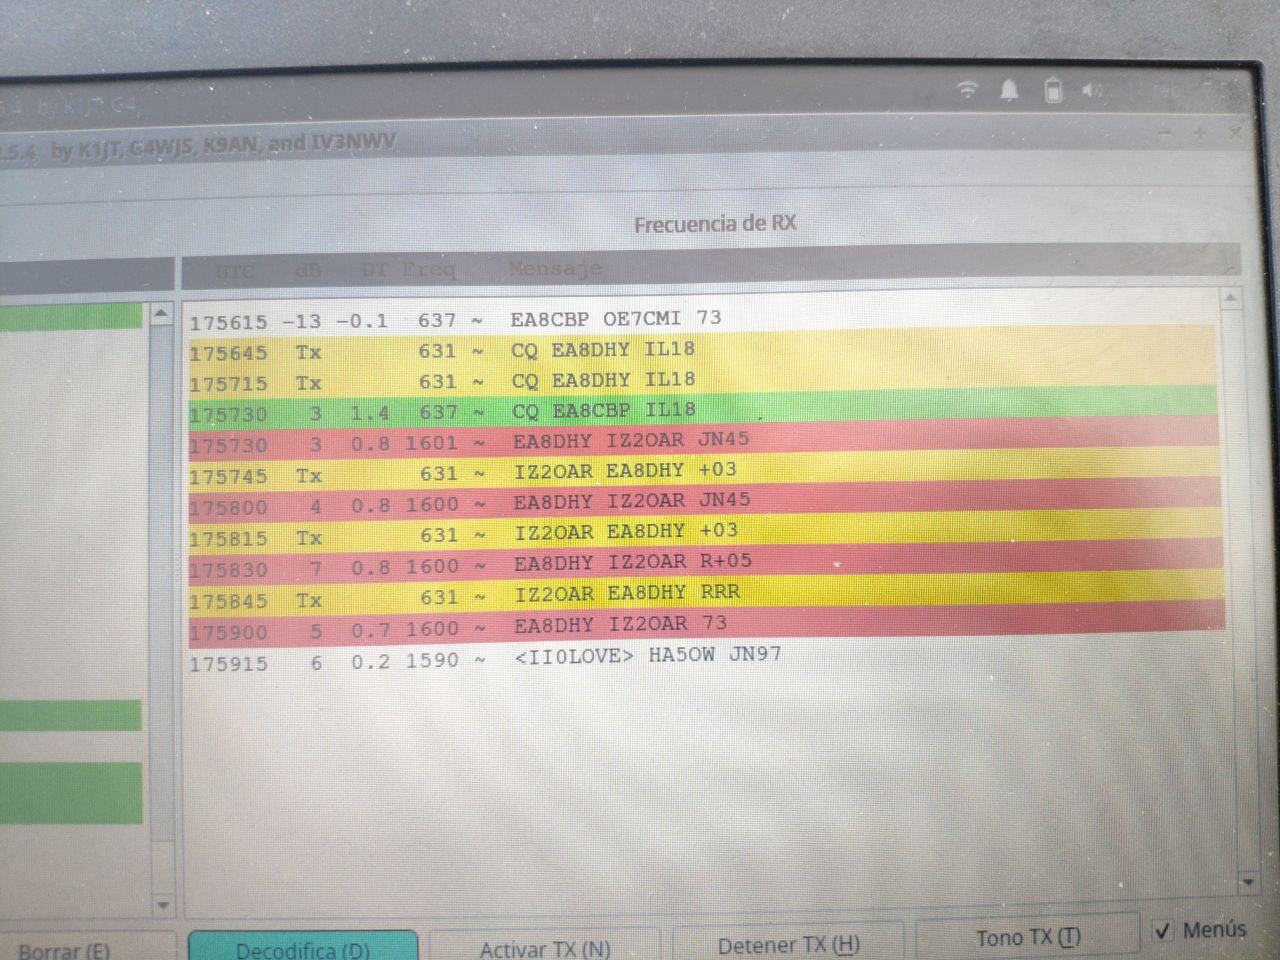 .5.4 by K1JT, G4WJS, K9AN, and IV3NWV
Frecuencia de RX
UTC dB DT Freq Mensaje
175615 -13 -0.1 637 ~ EA8CBP OE7CMI 73
175645 Tx 631 ~ CQ EA8DHY IL18
175715 Tx 631 ~ CQ EA8DHY IL18
175730 3 1.4 637 ~ CQ EA8CBP IL18
175730 3 0.8 1601 ~ EA8DHY IZ2OAR JN45
175745 Tx 631 ~ IZ2OAR EA8DHY +03
175800 4 0.8 1600 ~ EA8DHY IZ2OAR JN45
175815 Tx 631 ~ IZ2OAR EA8DHY +03
175830 7 0.8 1600 ~ EA8DHY IZ2OAR R+05
175845 Tx 631 ~ IZ2OAR EA8DHY RRR
175900 5 0.7 1600 ~ EA8DHY IZ2OAR 73
175915 6 0.2 1590 ~ <II0LOVE> HA5OW JN97
Borrar (E) Decodifica (D) Activar TX (N) Detener TX (H) Tono TX (T) Menús